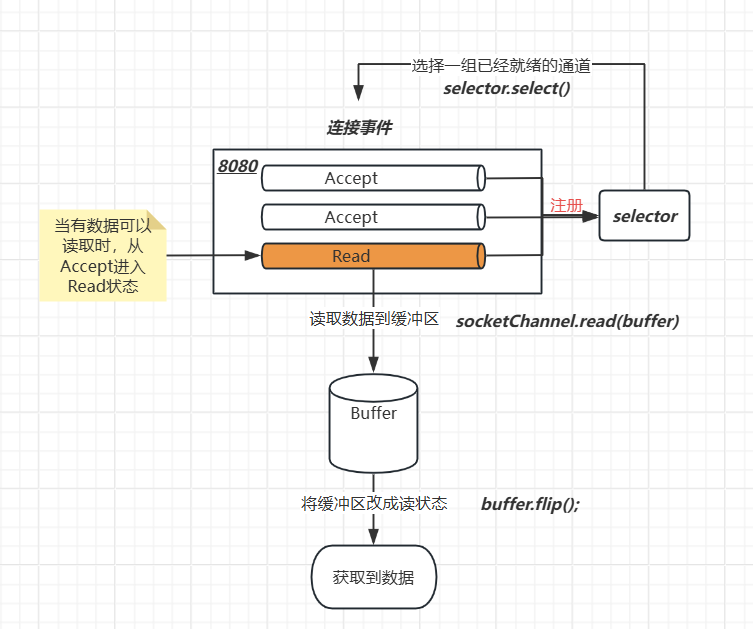 选择一组已经就绪的通道
selector.select()
连接事件
8080
Accept
Accept
Read
注册
selector
当有数据可以
读取时，从
Accept进入
Read状态
读取数据到缓冲区
socketChannel.read(buffer)
Buffer
将缓冲区改成读状态
buffer.flip();
获取到数据